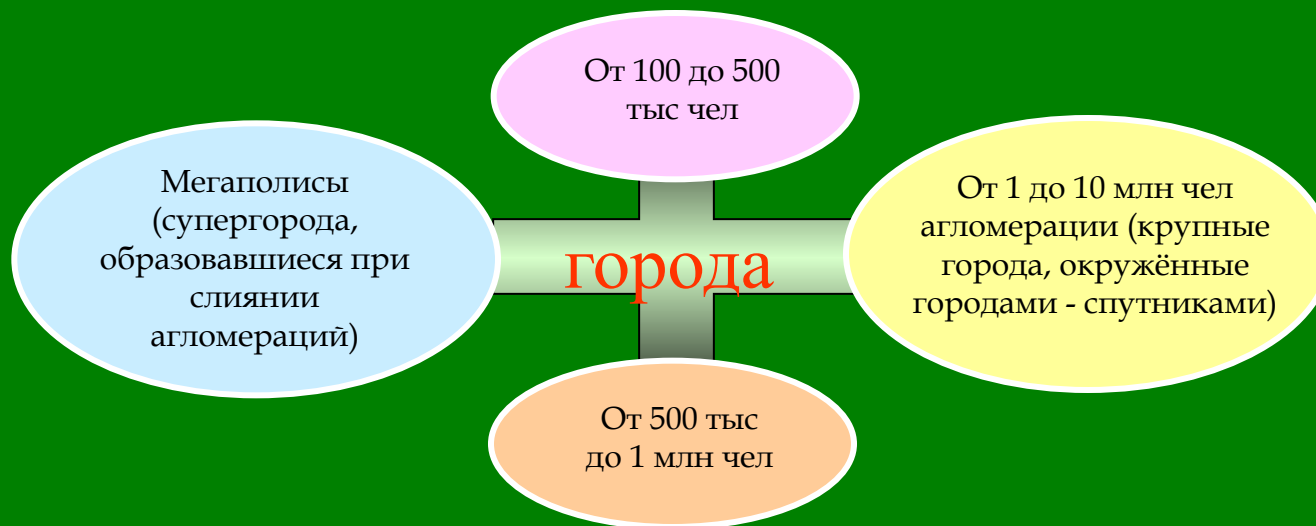 От 100 до 500
тыс чел
Мегаполисы
(супергорода,
образовавшиеся при
слиянии
агломераций)
города
От 1 до 10 млн чел
агломерации (крупные
города, окружённые
городами - спутниками)
От 500 тыс
до 1 млн чел